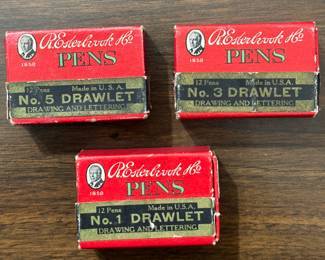 R. Esterbrook & Co
PENS
1858
12 Pens Made in U.S.A.
No. 5 DRAWLET
DRAWING AND LETTERING
R. Esterbrook & Co
PENS
1858
12 Pens Made in U.S.A.
No. 3 DRAWLET
DRAWING AND LETTERING
R. Esterbrook & Co
PENS
1858
12 Pens Made in U.S.A.
No. 1 DRAWLET
DRAWING AND LETTERING